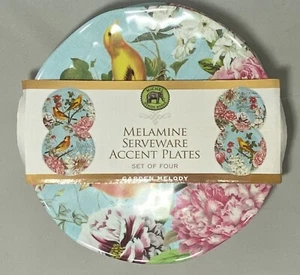 MELAMINE
SERVEWARE
ACCENT PLATES
SET OF FOUR
GARDEN MELODY